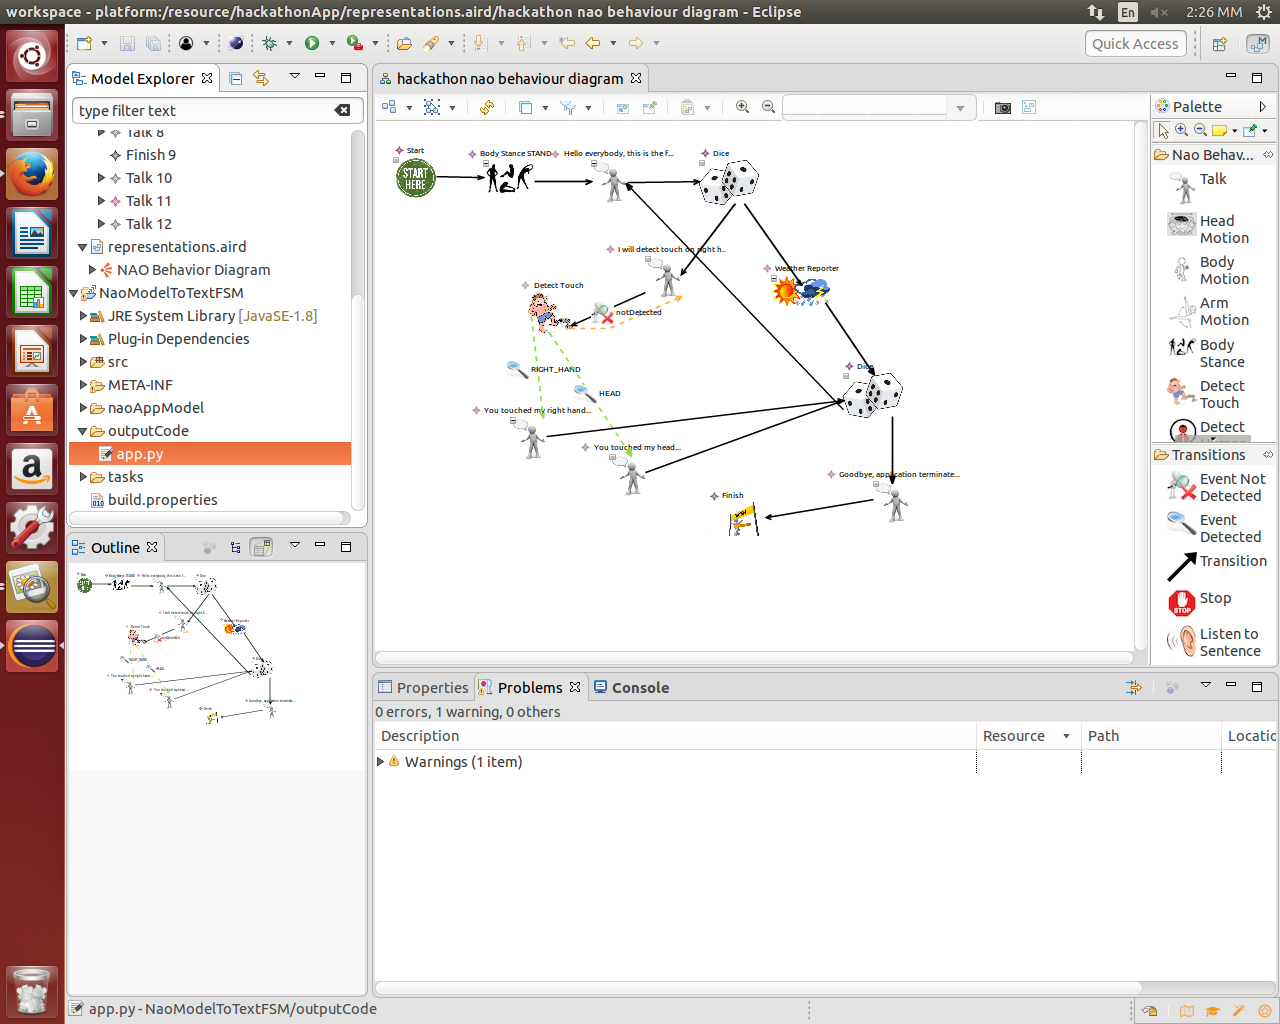 workspace - platform:/resource/hackathonApp/representations.aird/hackathon nao behaviour diagram - Eclipse
En
2:26 MM
Quick Access
Model Explorer
type filter text
Talk 8
Finish 9
Talk 10
Talk 11
Talk 12
representations.aird
NAO Behavior Diagram
NaoModelToTextFSM
JRE System Library [JavaSE-1.8]
Plug-in Dependencies
src
META-INF
naoAppModel
outputCode
app.py
tasks
build.properties
Outline
hackathon nao behaviour diagram
Start
START
HERE
Body Stance STAND
Hello everybody, this is the f...
Dice
I will detect touch on right h..
Weather Reporter
Detect Touch
notDetected
RIGHT_HAND
HEAD
Dice
You touched my right hand...
You touched my head...
Goodbye, application terminate...
Finish
Palette
Nao Behav...
Talk
Head
Motion
Body
Motion
Arm
Motion
Body
Stance
Detect
Touch
Detect
Transitions
Event Not
Detected
Event
Detected
Transition
STOP
Stop
Listen to
Sentence
Properties
Problems
Console
0 errors, 1 warning, 0 others
Description
Resource
Path
Locatio
Warnings (1 item)
app.py - NaoModelToTextFSM/outputCode